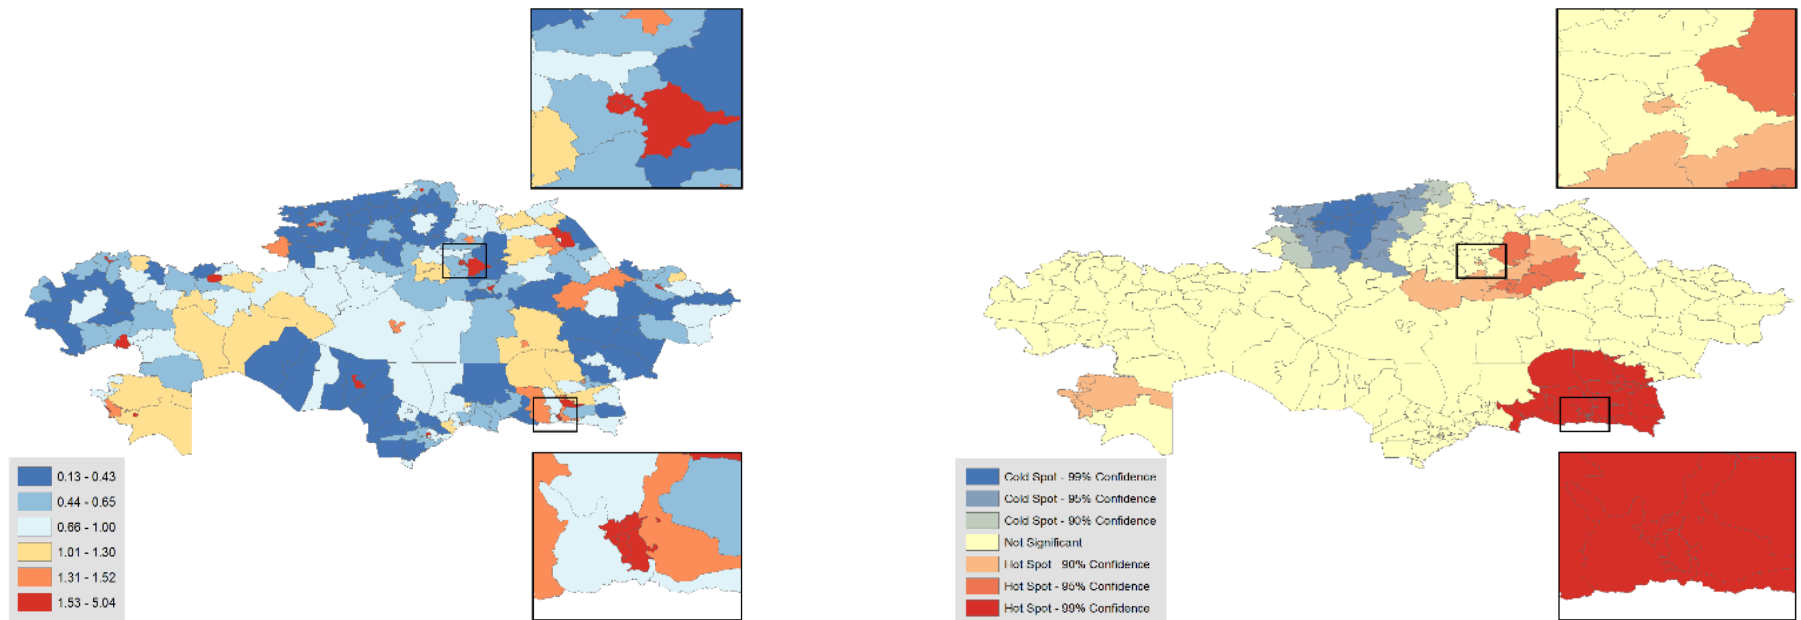 0.13 - 0.43
0.44 - 0.65
0.66 - 1.00
1.01 - 1.30
1.31 - 1.52
1.53 - 5.04
Cold Spot - 99% Confidence
Cold Spot - 95% Confidence
Cold Spot - 90% Confidence
Not Significant
Hot Spot - 90% Confidence
Hot Spot - 95% Confidence
Hot Spot - 99% Confidence